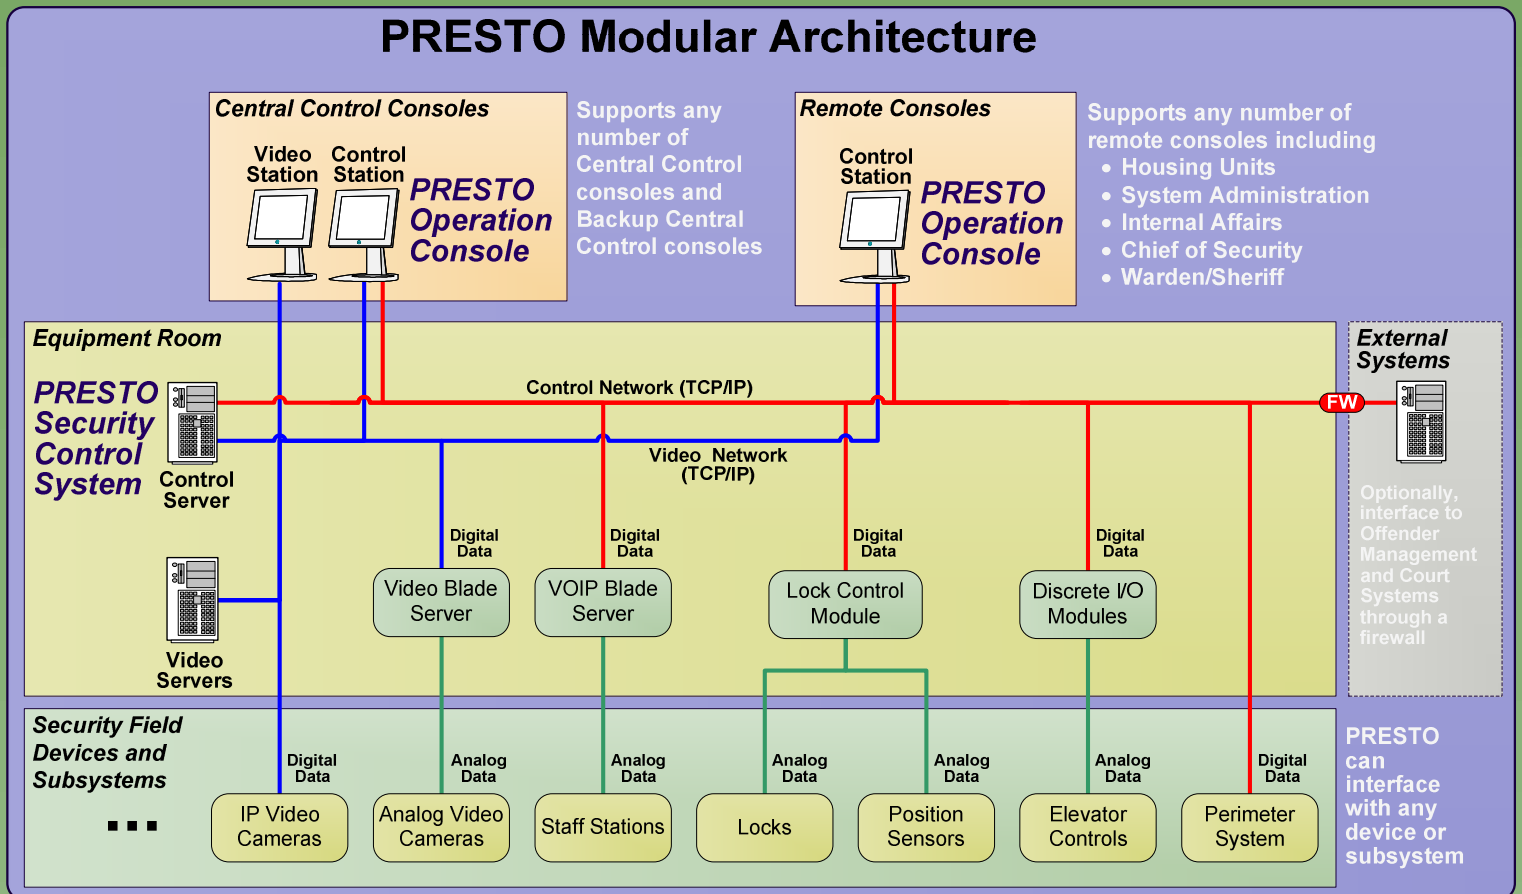 PRESTO Modular Architecture
Central Control Consoles
Video
Station
Control
Station
PRESTO
Operation
Console
Supports any
number of
Central Control
consoles and
Backup Central
Control consoles
Remote Consoles
Control
Station
PRESTO
Operation
Console
Supports any number of
remote consoles including
• Housing Units
• System Administration
• Internal Affairs
• Chief of Security
• Warden/Sheriff
Equipment Room
PRESTO
Security
Control
System
Control
Server
Control Network (TCP/IP)
Video Network
(TCP/IP)
FW
External
Systems
Optionally,
interface to
Offender
Management
and Court
Systems
through a
firewall
Video
Servers
Digital
Data
Video Blade
Server
Digital
Data
VOIP Blade
Server
Digital
Data
Lock Control
Module
Digital
Data
Discrete I/O
Modules
Security Field
Devices and
Subsystems
...
Digital
Data
IP Video
Cameras
Analog
Data
Analog Video
Cameras
Analog
Data
Staff Stations
Analog
Data
Locks
Analog
Data
Position
Sensors
Analog
Data
Elevator
Controls
Digital
Data
Perimeter
System
PRESTO
can
interface
with any
device or
subsystem